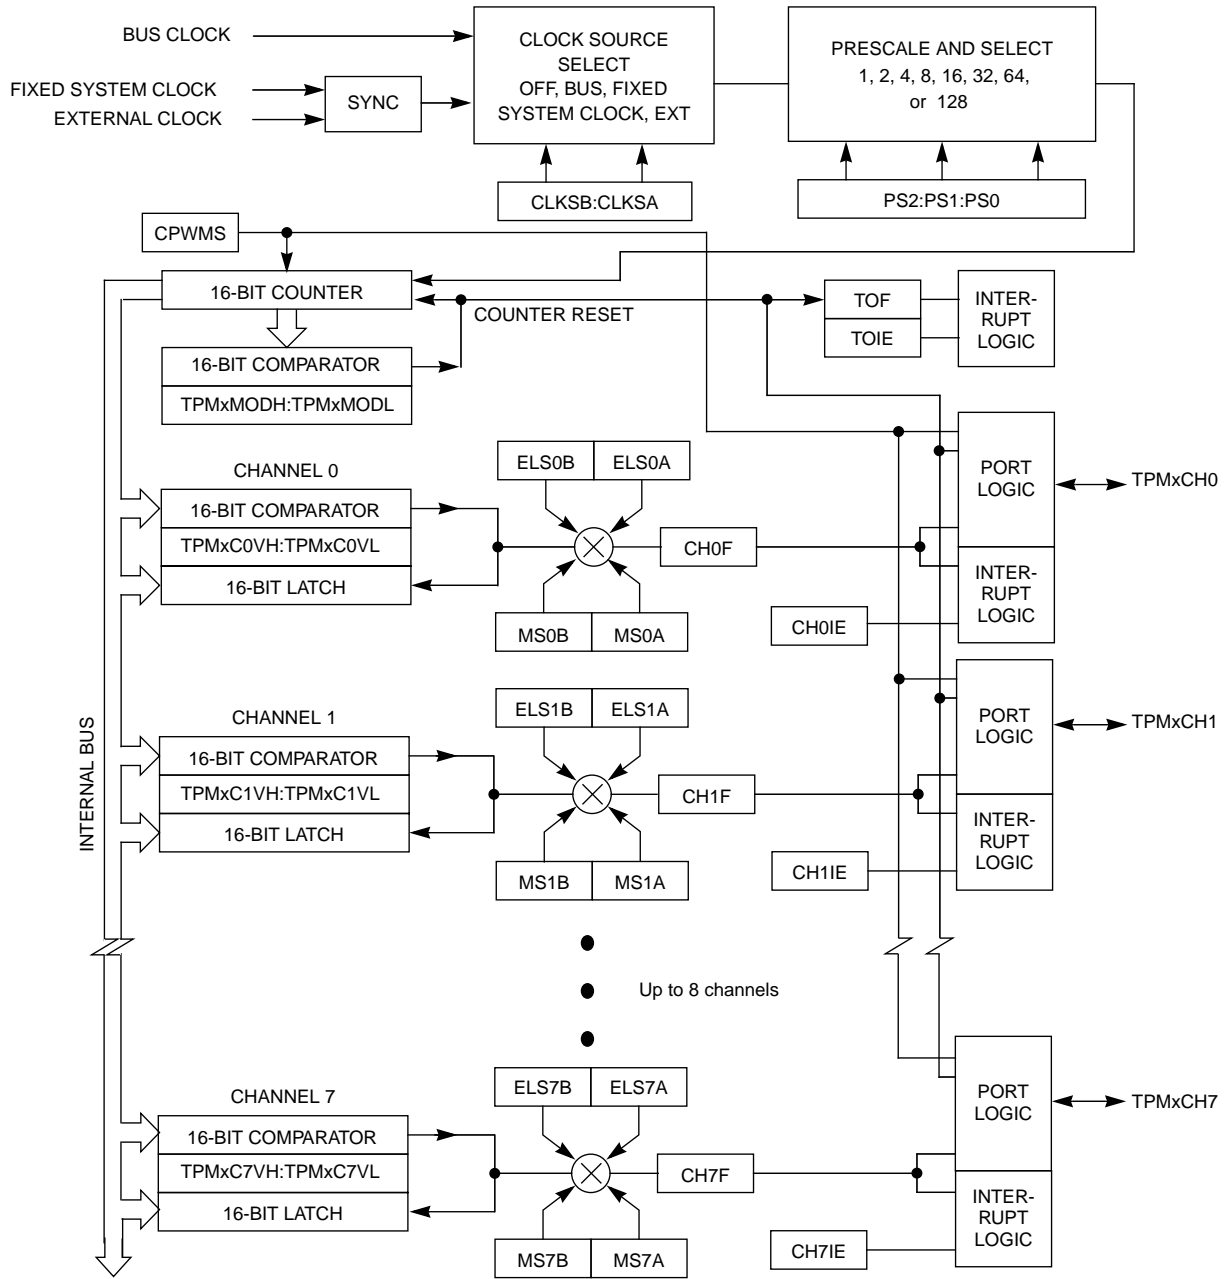 BUS CLOCK
FIXED SYSTEM CLOCK
EXTERNAL CLOCK
SYNC
CLOCK SOURCE
SELECT
OFF, BUS, FIXED
SYSTEM CLOCK, EXT
PRESCALE AND SELECT
1, 2, 4, 8, 16, 32, 64,
or 128
CLKSB:CLKSA
PS2:PS1:PS0
CPWMS
16-BIT COUNTER
COUNTER RESET
TOF
TOIE
INTER-
RUPT
LOGIC
16-BIT COMPARATOR
TPMxMODH:TPMxMODL
CHANNEL 0
16-BIT COMPARATOR
TPMxC0VH:TPMxC0VL
16-BIT LATCH
ELS0B
ELS0A
CH0F
MS0B
MS0A
PORT
LOGIC
TPMxCH0
INTER-
RUPT
LOGIC
CH0IE
INTERNAL BUS
CHANNEL 1
16-BIT COMPARATOR
TPMxC1VH:TPMxC1VL
16-BIT LATCH
ELS1B
ELS1A
CH1F
MS1B
MS1A
PORT
LOGIC
TPMxCH1
INTER-
RUPT
LOGIC
CH1IE
Up to 8 channels
CHANNEL 7
16-BIT COMPARATOR
TPMxC7VH:TPMxC7VL
16-BIT LATCH
ELS7B
ELS7A
CH7F
MS7B
MS7A
PORT
LOGIC
TPMxCH7
INTER-
RUPT
LOGIC
CH7IE